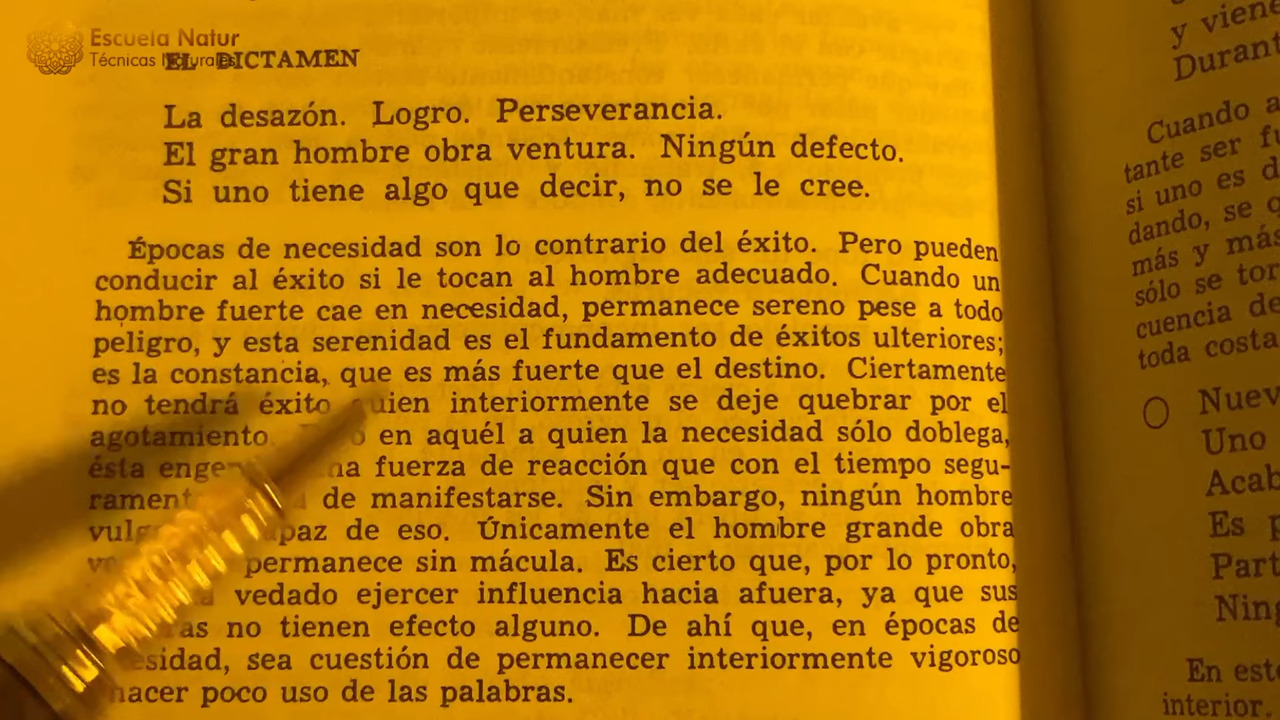 Escuela Natur
Técnicas Naturales
EL DICTAMEN
La desazón. Logro. Perseverancia.
El gran hombre obra ventura. Ningún defecto.
Si uno tiene algo que decir, no se le cree.
Épocas de necesidad son lo contrario del éxito. Pero pueden
conducir al éxito si le tocan al hombre adecuado. Cuando un
hombre fuerte cae en necesidad, permanece sereno pese a todo
peligro, y esta serenidad es el fundamento de éxitos ulteriores;
es la constancia, que es más fuerte que el destino. Ciertamente
no tendrá éxito quien interiormente se deje quebrar por el
agotamiento. en aquél a quien la necesidad sólo doblega,
ésta fuerza de reacción que con el tiempo segu-
de manifestarse. Sin embargo, ningún hombre
de eso. Únicamente el hombre grande obra
permanece sin mácula. Es cierto que, por lo pronto,
vedado ejercer influencia hacia afuera, ya que sus
no tienen efecto alguno. De ahí que, en épocas de
sea cuestión de permanecer interiormente vigoroso
hacer poco uso de las palabras.
y viene
Durant
Cuando a
tante ser
si uno es d
dando, se
más y más
sólo se tor
cuencia de
toda costa
Nuev
Uno
Acab
Es
Part
Nin
En est
interior.